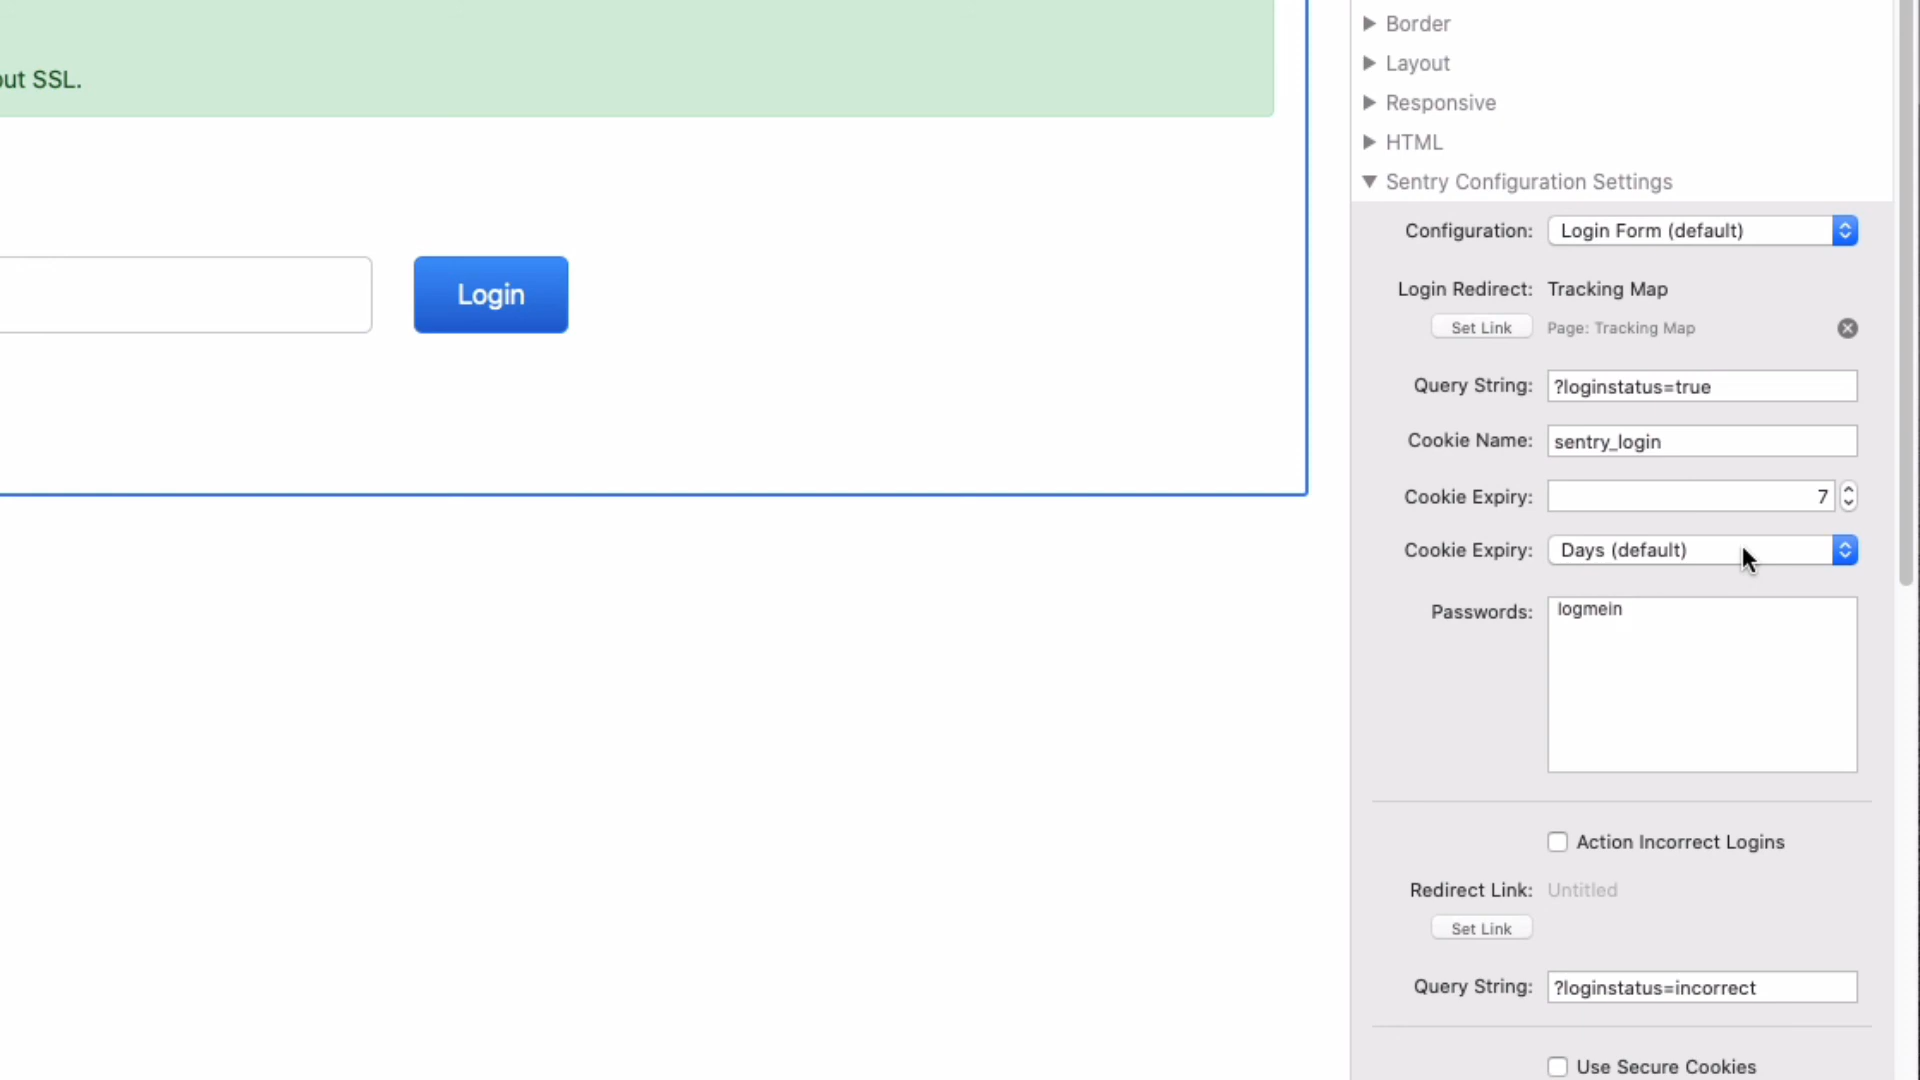 out SSL.
Login
Border
Layout
Responsive
HTML
Sentry Configuration Settings
Configuration: Login Form (default)
Login Redirect: Tracking Map
Set Link Page: Tracking Map
Query String: ?loginstatus=true
Cookie Name: sentry_login
Cookie Expiry: 7
Cookie Expiry: Days (default)
Passwords: logmein
Action Incorrect Logins
Redirect Link: Untitled
Set Link
Query String: ?loginstatus=incorrect
Use Secure Cookies